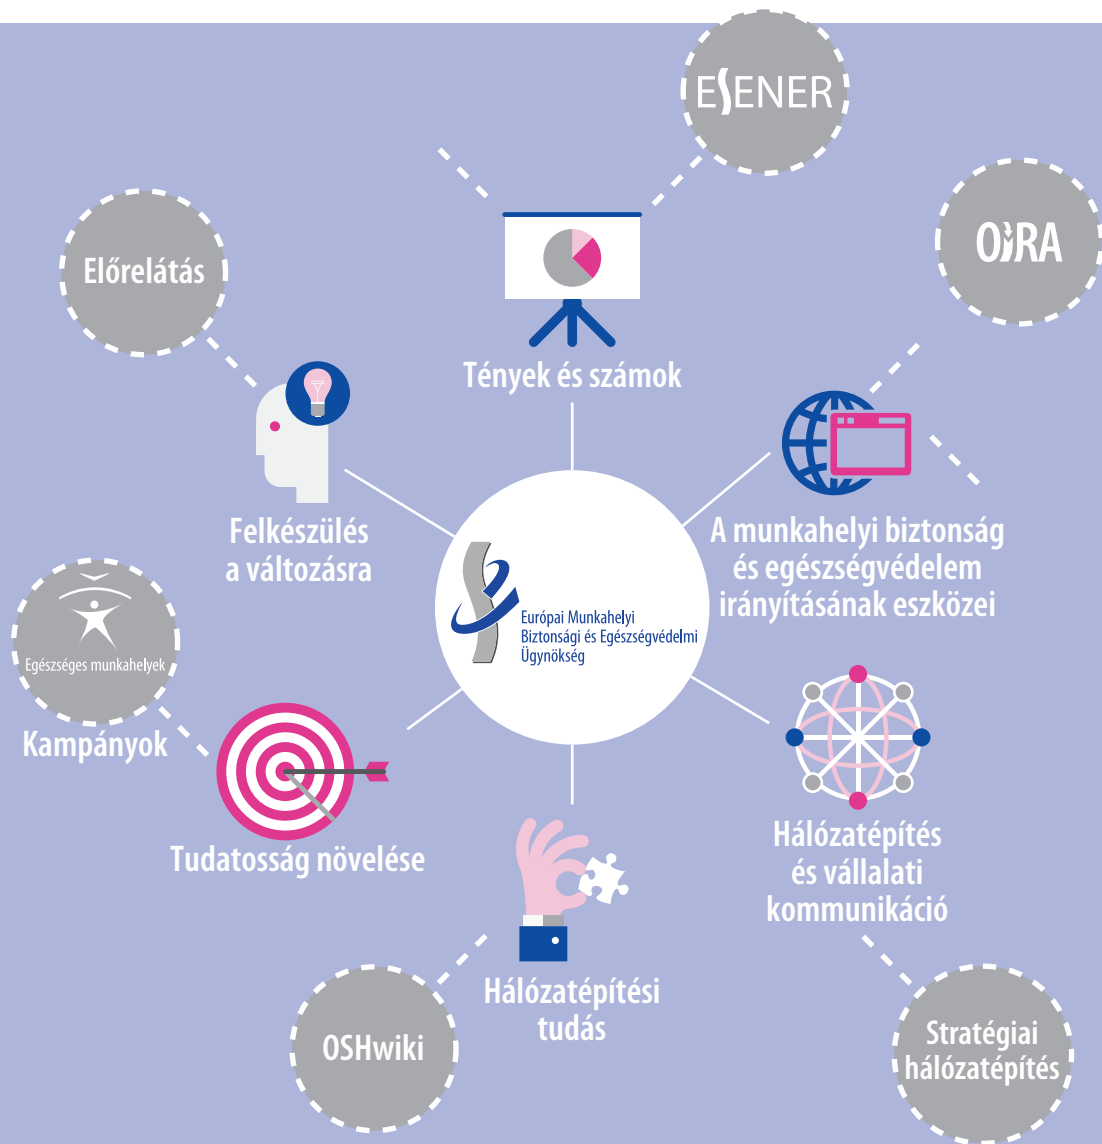 ESENER
OiRA
Előrelátás
Tények és számok
Felkészülés
a változásra
A munkahelyi biztonság
és egészségvédelem
irányításának eszközei
Európai Munkahelyi
Biztonsági és Egészségvédelmi
Ügynökség
Egészséges munkahelyek
Kampányok
Tudatosság növelése
Hálózatépítés
és vállalati
kommunikáció
Hálózatépítési
tudás
OSHwiki
Stratégiai
hálózatépítés